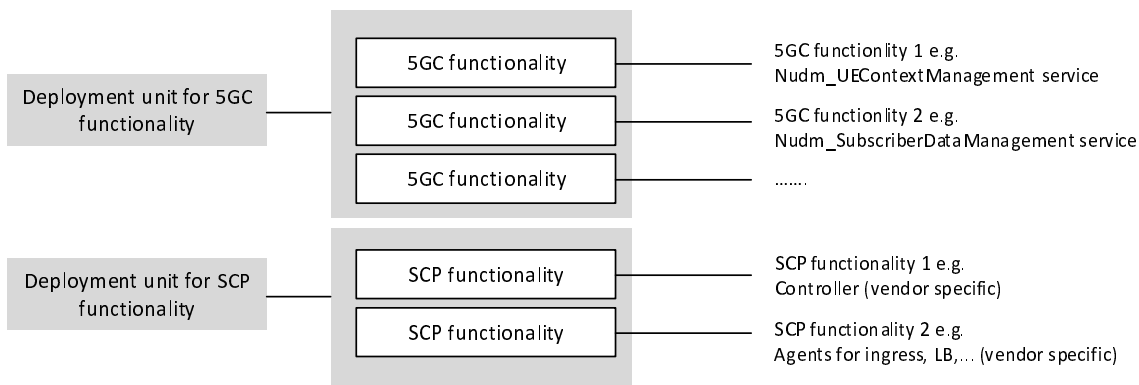 Deployment unit for 5GC
functionality
5GC functionality
5GC functionality
5GC functionality
5GC functionlity 1 e.g.
Nudm_UEContextManagement service
5GC functionality 2 e.g.
Nudm_SubscriberDataManagement service
.......
Deployment unit for SCP
functionality
SCP functionality
SCP functionality
SCP functionality 1 e.g.
Controller (vendor specific)
SCP functionality 2 e.g.
Agents for ingress, LB,... (vendor specific)